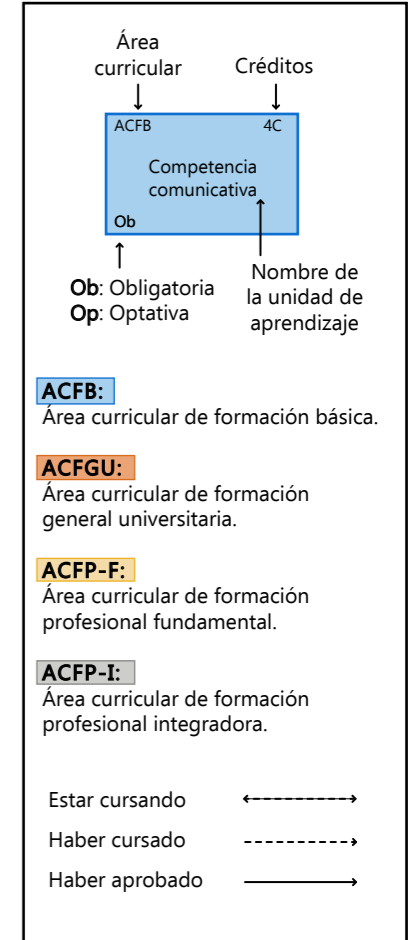 Área
curricular
Créditos
ACFB 4C
Competencia
comunicativa
Ob
Ob: Obligatoria
Op: Optativa
Nombre de
la unidad de
aprendizaje
ACFB:
Área curricular de formación básica.
ACFGU:
Área curricular de formación
general universitaria.
ACFP-F:
Área curricular de formación
profesional fundamental.
ACFP-I:
Área curricular de formación
profesional integradora.
Estar cursando
Haber cursado
Haber aprobado